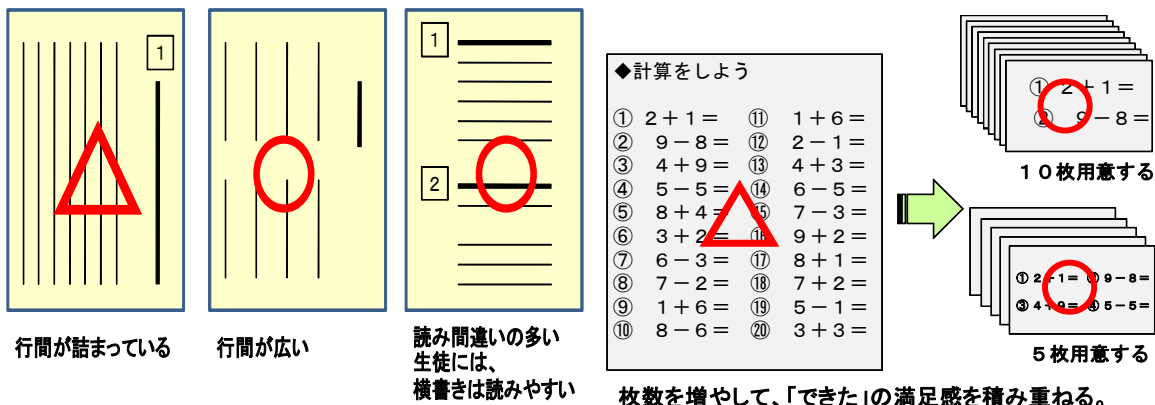 1
行間が詰まっている
行間が広い
1
2
読み間違いの多い
生徒には、
横書きは読みやすい
◆計算をしよう
① 2+1= ⑪ 1+6=
② 9-8= ⑫ 2-1=
③ 4+9= ⑬ 4+3=
④ 5-5= ⑭ 6-5=
⑤ 8+4= ⑮ 7-3=
⑥ 3+2= ⑯ 9+2=
⑦ 6-3= ⑰ 8+1=
⑧ 7-2= ⑱ 7+2=
⑨ 1+6= ⑲ 5-1=
⑩ 8-6= ⑳ 3+3=
① 2+1=
② 9-8=
10枚用意する
① 2+1= ② 9-8=
③ 4+9= ④ 5-5=
5枚用意する
枚数を増やして、「できた」の満足感を積み重ねる。